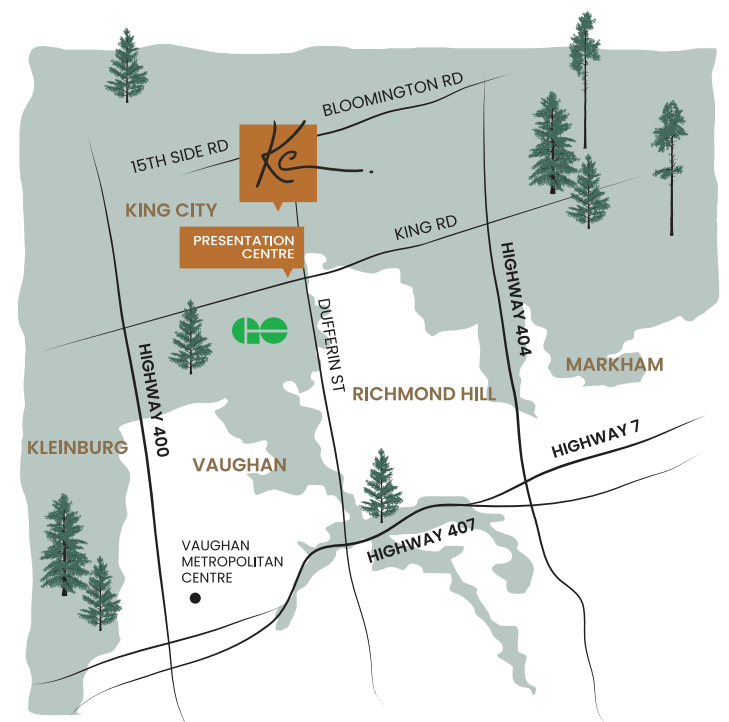 BLOOMINGTON RD
15TH SIDE RD
Kc
KING CITY
KING RD
PRESENTATION
CENTRE
GO
DUFFERIN ST
HIGHWAY 404
HIGHWAY 400
MARKHAM
RICHMOND HILL
KLEINBURG
VAUGHAN
HIGHWAY 7
HIGHWAY 407
VAUGHAN
METROPOLITAN
CENTRE